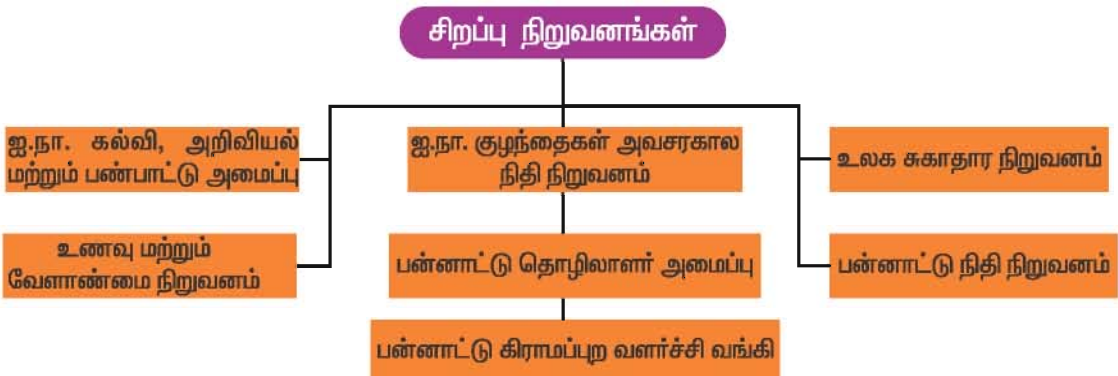 சிறப்பு நிறுவனங்கள்
ஐ.நா. கல்வி, அறிவியல்
மற்றும் பண்பாட்டு அமைப்பு
ஐ.நா. குழந்தைகள் அவசரகால
நிதி நிறுவனம்
உலக சுகாதார நிறுவனம்
உணவு மற்றும்
வேளாண்மை நிறுவனம்
பன்னாட்டு தொழிலாளர் அமைப்பு
பன்னாட்டு நிதி நிறுவனம்
பன்னாட்டு கிராமப்புற வளர்ச்சி வங்கி